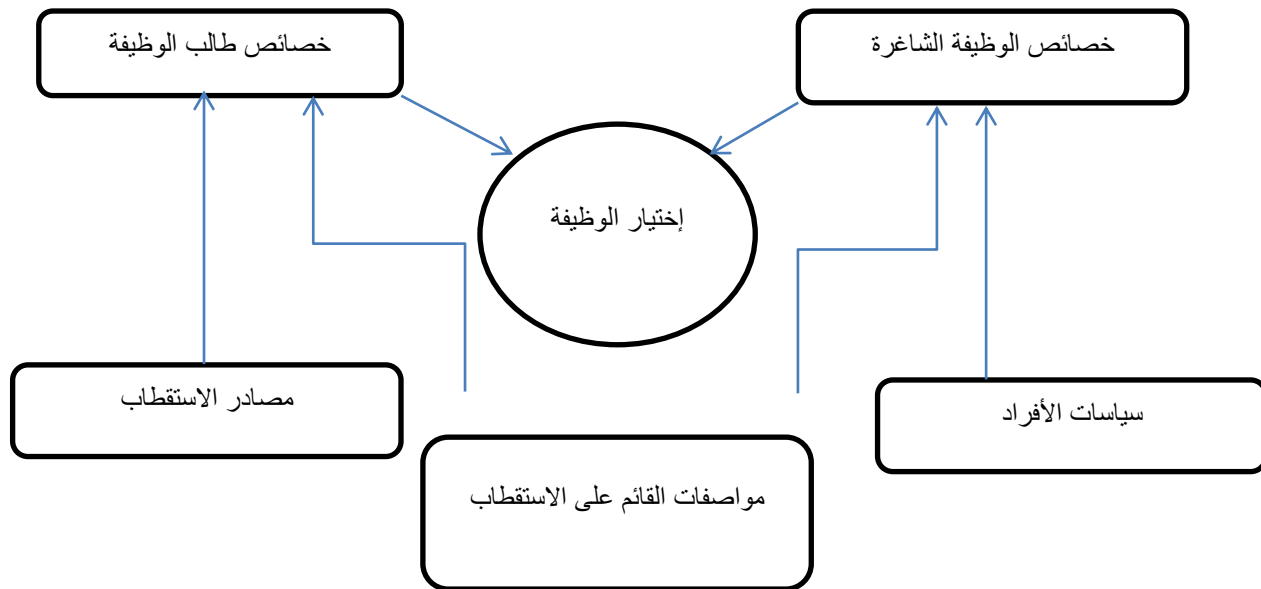 خصائص الوظيفة الشاغرة
خصائص طالب الوظيفة
إختيار الوظيفة
سياسات الأفراد
مصادر الاستقطاب
مواصفات القائم على الاستقطاب